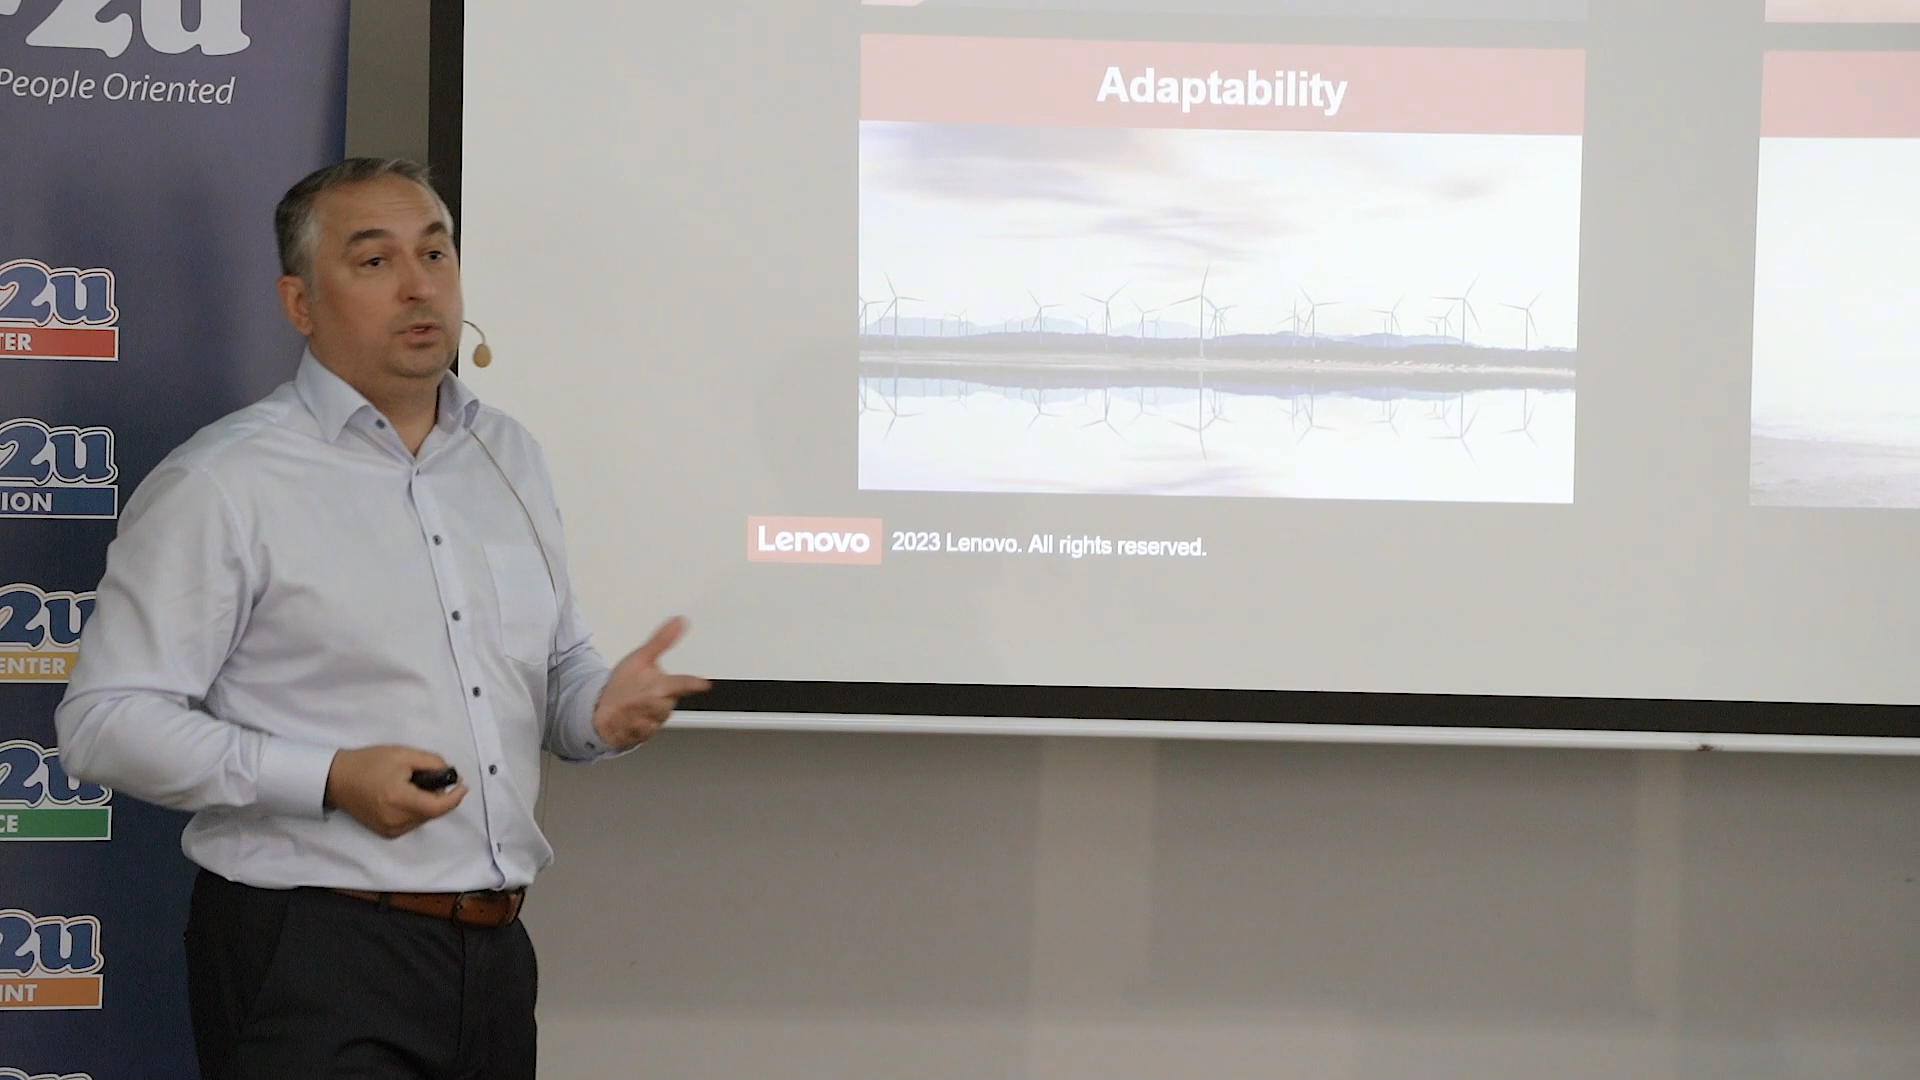 2u
People Oriented
2u
TER
2u
ION
2u
ENTER
2u
CE
2u
INT
Adaptability
Lenovo 2023 Lenovo. All rights reserved.